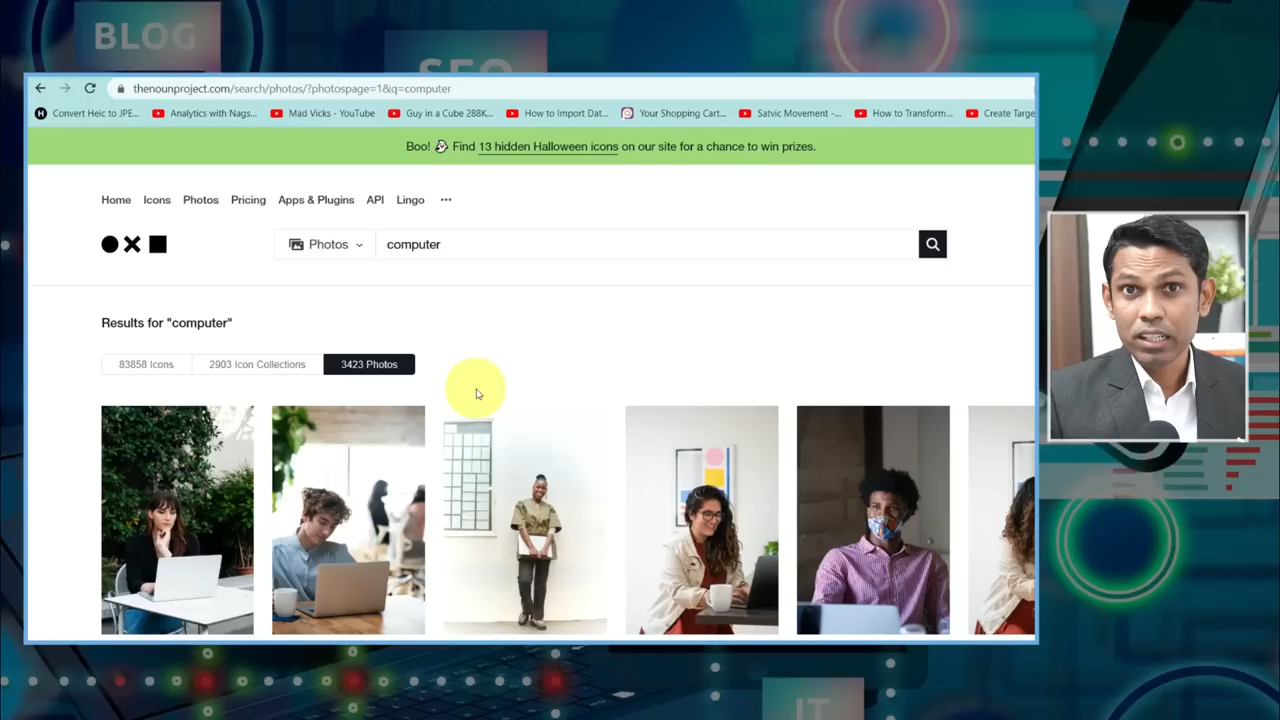 BLOG
SEO
thenounproject.com/search/photos/?photospage=1&q=computer
Convert Heic to JPE... Analytics with Nags... Mad Vicks - YouTube Guy in a Cube 288K... How to Import Dat... Your Shopping Cart... Satvic Movement -... How to Transform... Create Targe
Boo! Find 13 hidden Halloween icons on our site for a chance to win prizes.
Home Icons Photos Pricing Apps & Plugins API Lingo •••
Photos computer
Results for "computer"
83858 Icons 2903 Icon Collections 3423 Photos
IT